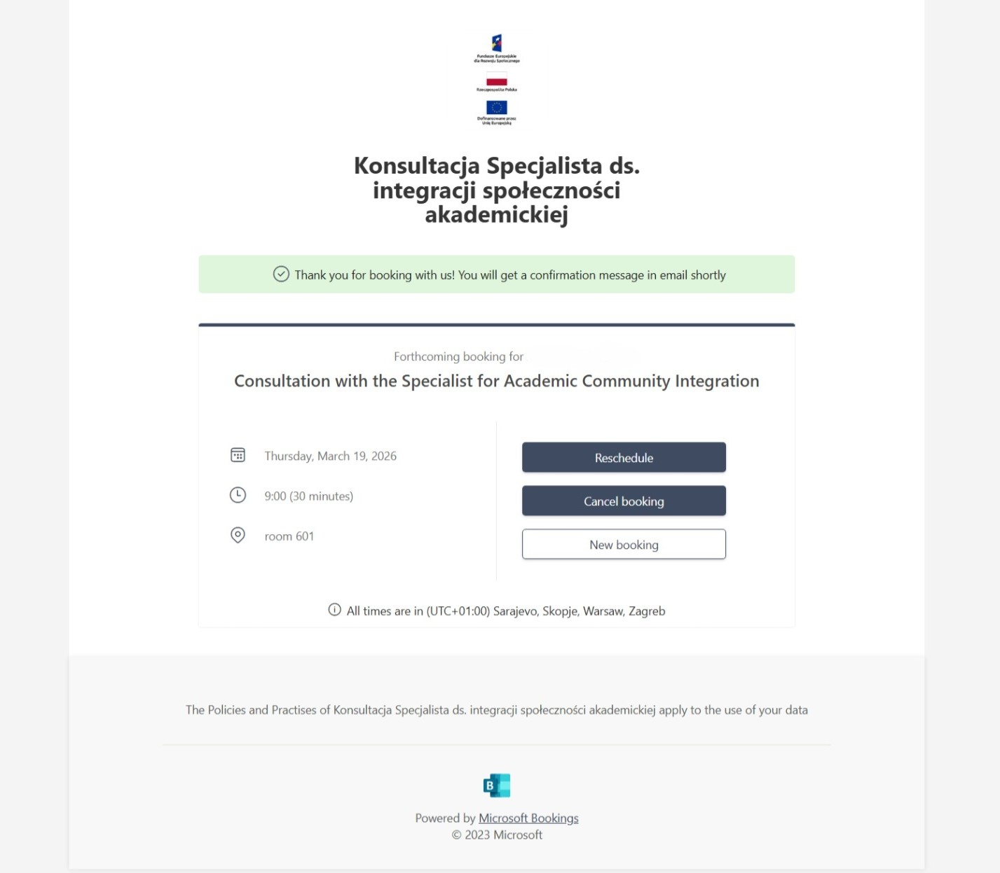 Fundusze Europejskie
dla Rozwoju Społecznego
Rzeczpospolita Polska
Dofinansowane przez
Unię Europejską
Konsultacja Specjalista ds.
integracji społeczności
akademickiej
Thank you for booking with us! You will get a confirmation message in email shortly
Forthcoming booking for
Consultation with the Specialist for Academic Community Integration
Thursday, March 19, 2026
9:00 (30 minutes)
room 601
Reschedule
Cancel booking
New booking
All times are in (UTC+01:00) Sarajevo, Skopje, Warsaw, Zagreb
The Policies and Practises of Konsultacja Specjalista ds. integracji społeczności akademickiej apply to the use of your data
B
Powered by Microsoft Bookings
© 2023 Microsoft